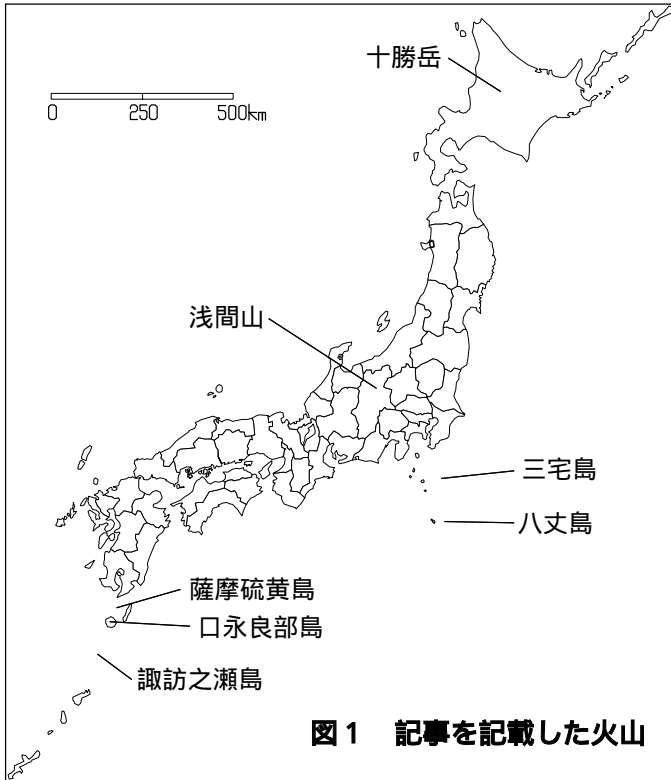 十勝岳
0 250 500km
浅間山
三宅島
八丈島
薩摩硫黄島
口永良部島
諏訪之瀬島
図1 記事を記載した火山